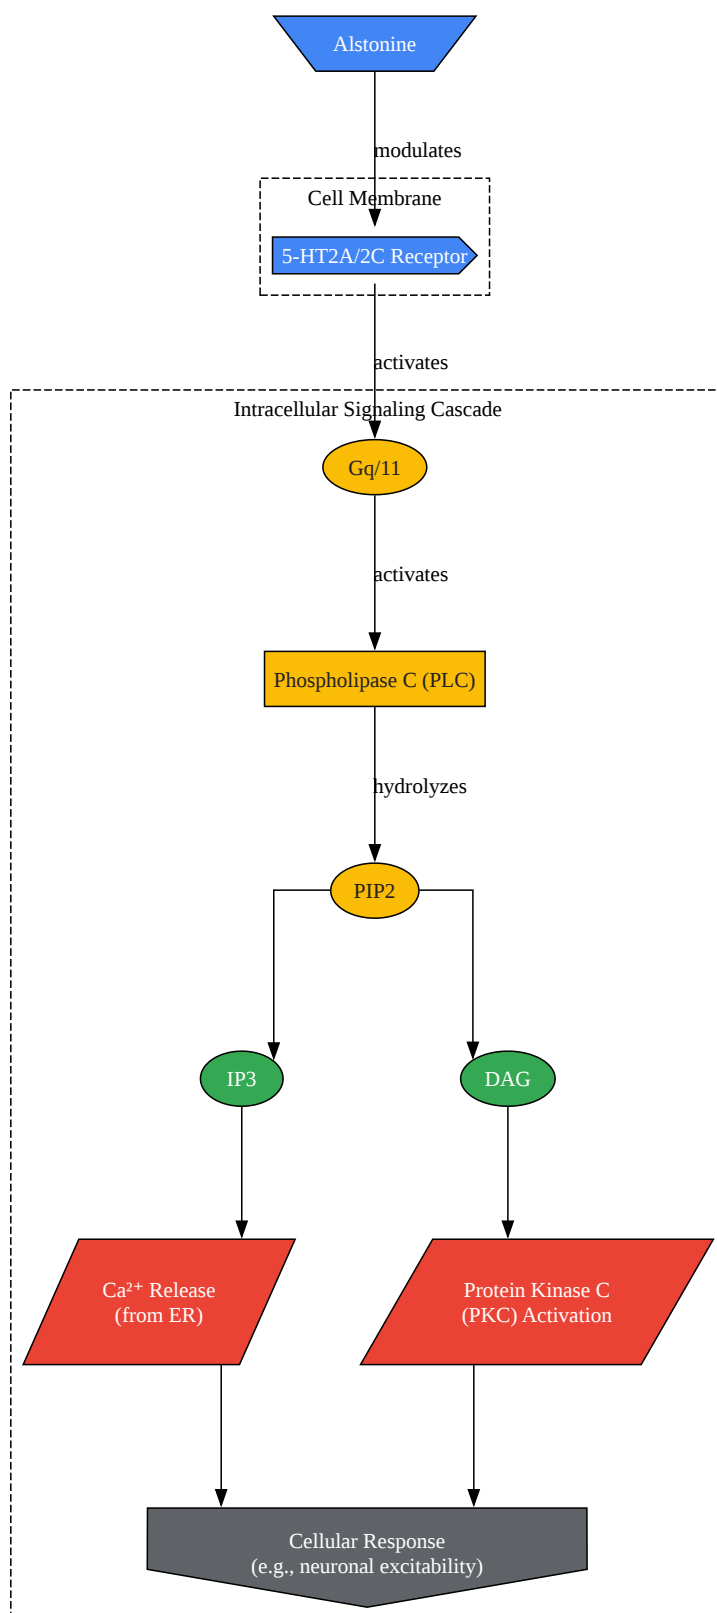 Alstonine
modulates
Cell Membrane
5-HT2A/2C Receptor
activates
Intracellular Signaling Cascade
Gq/11
activates
Phospholipase C (PLC)
hydrolyzes
PIP2
IP3
DAG
Ca²⁺ Release
(from ER)
Protein Kinase C
(PKC) Activation
Cellular Response
(e.g., neuronal excitability)